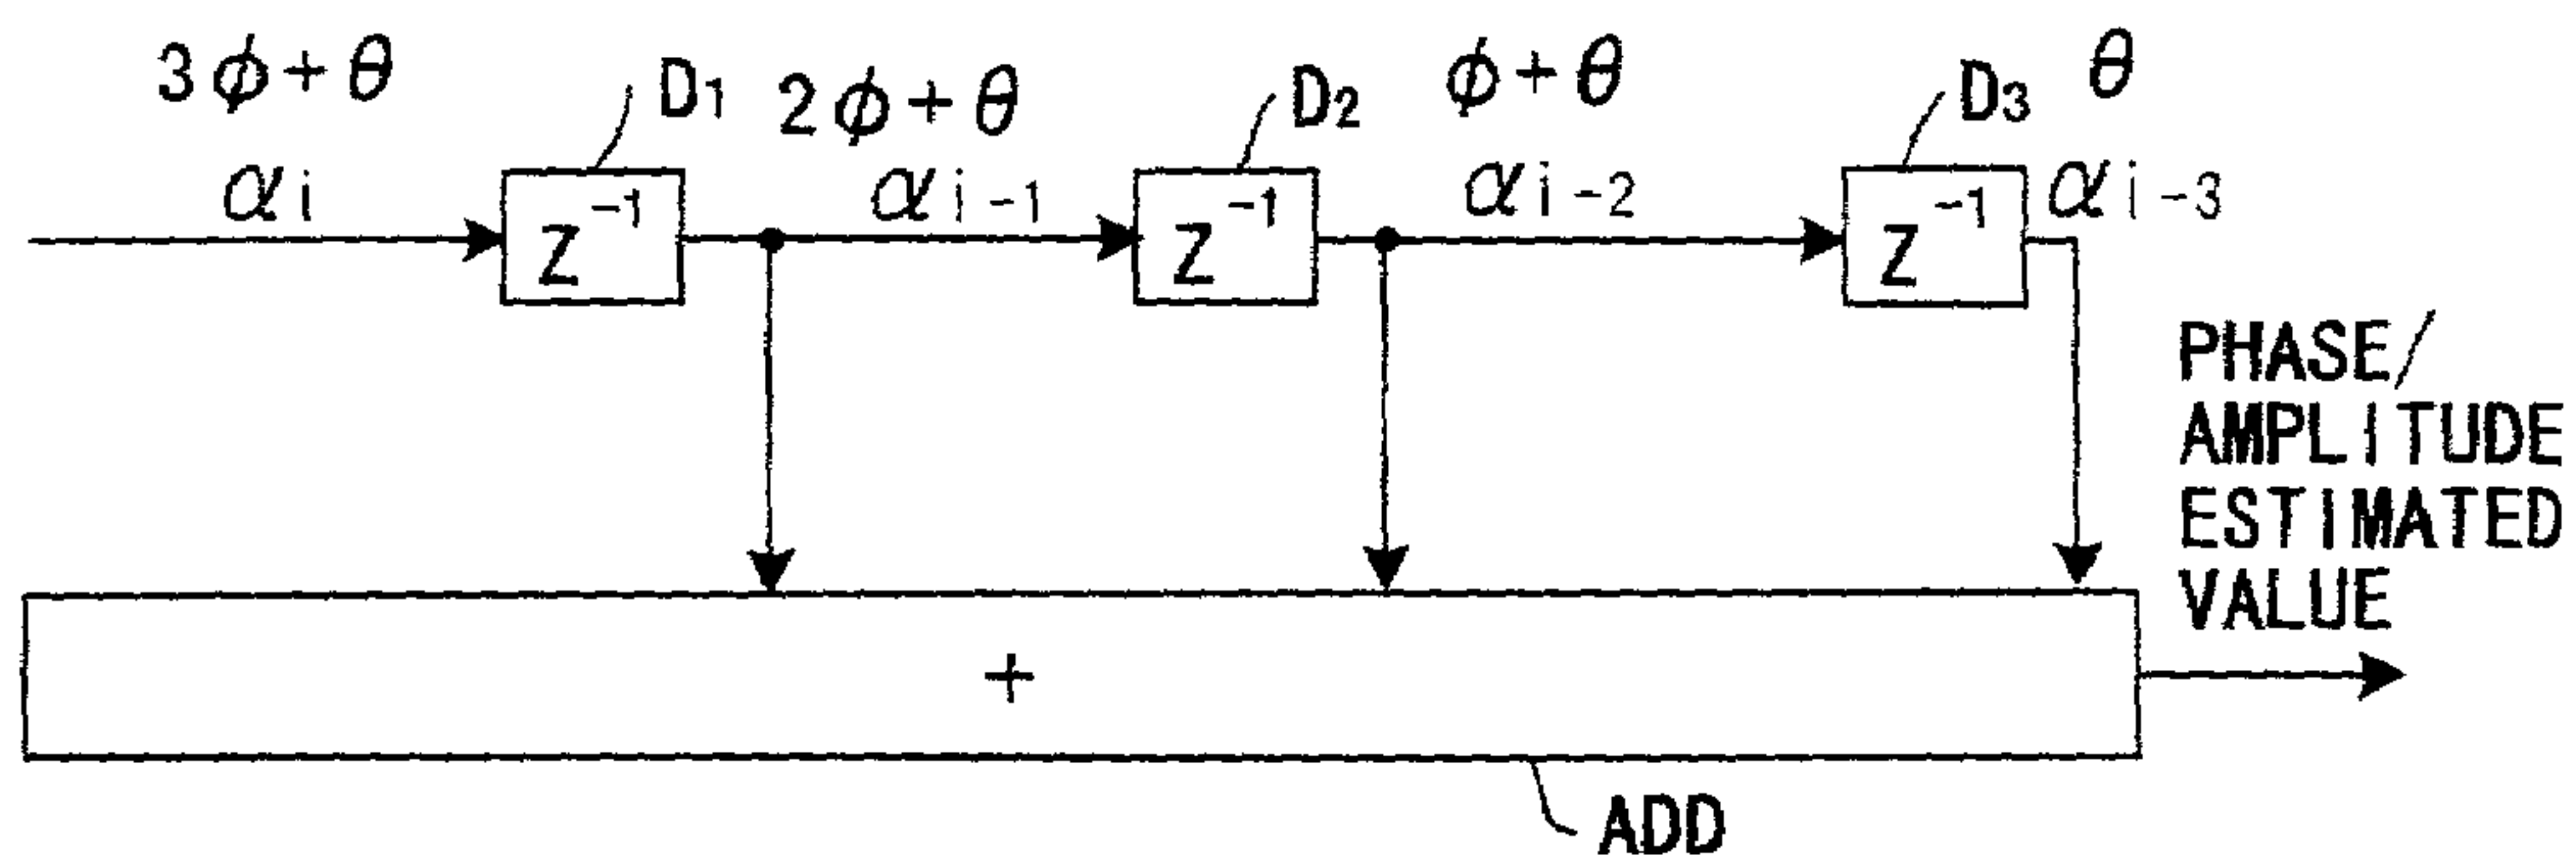 3φ+θ
D1
2φ+θ
D2
φ+θ
D3
θ
αi
Z-1
αi-1
Z-1
αi-2
Z-1
αi-3
PHASE/
AMPLITUDE
ESTIMATED
VALUE
+
ADD